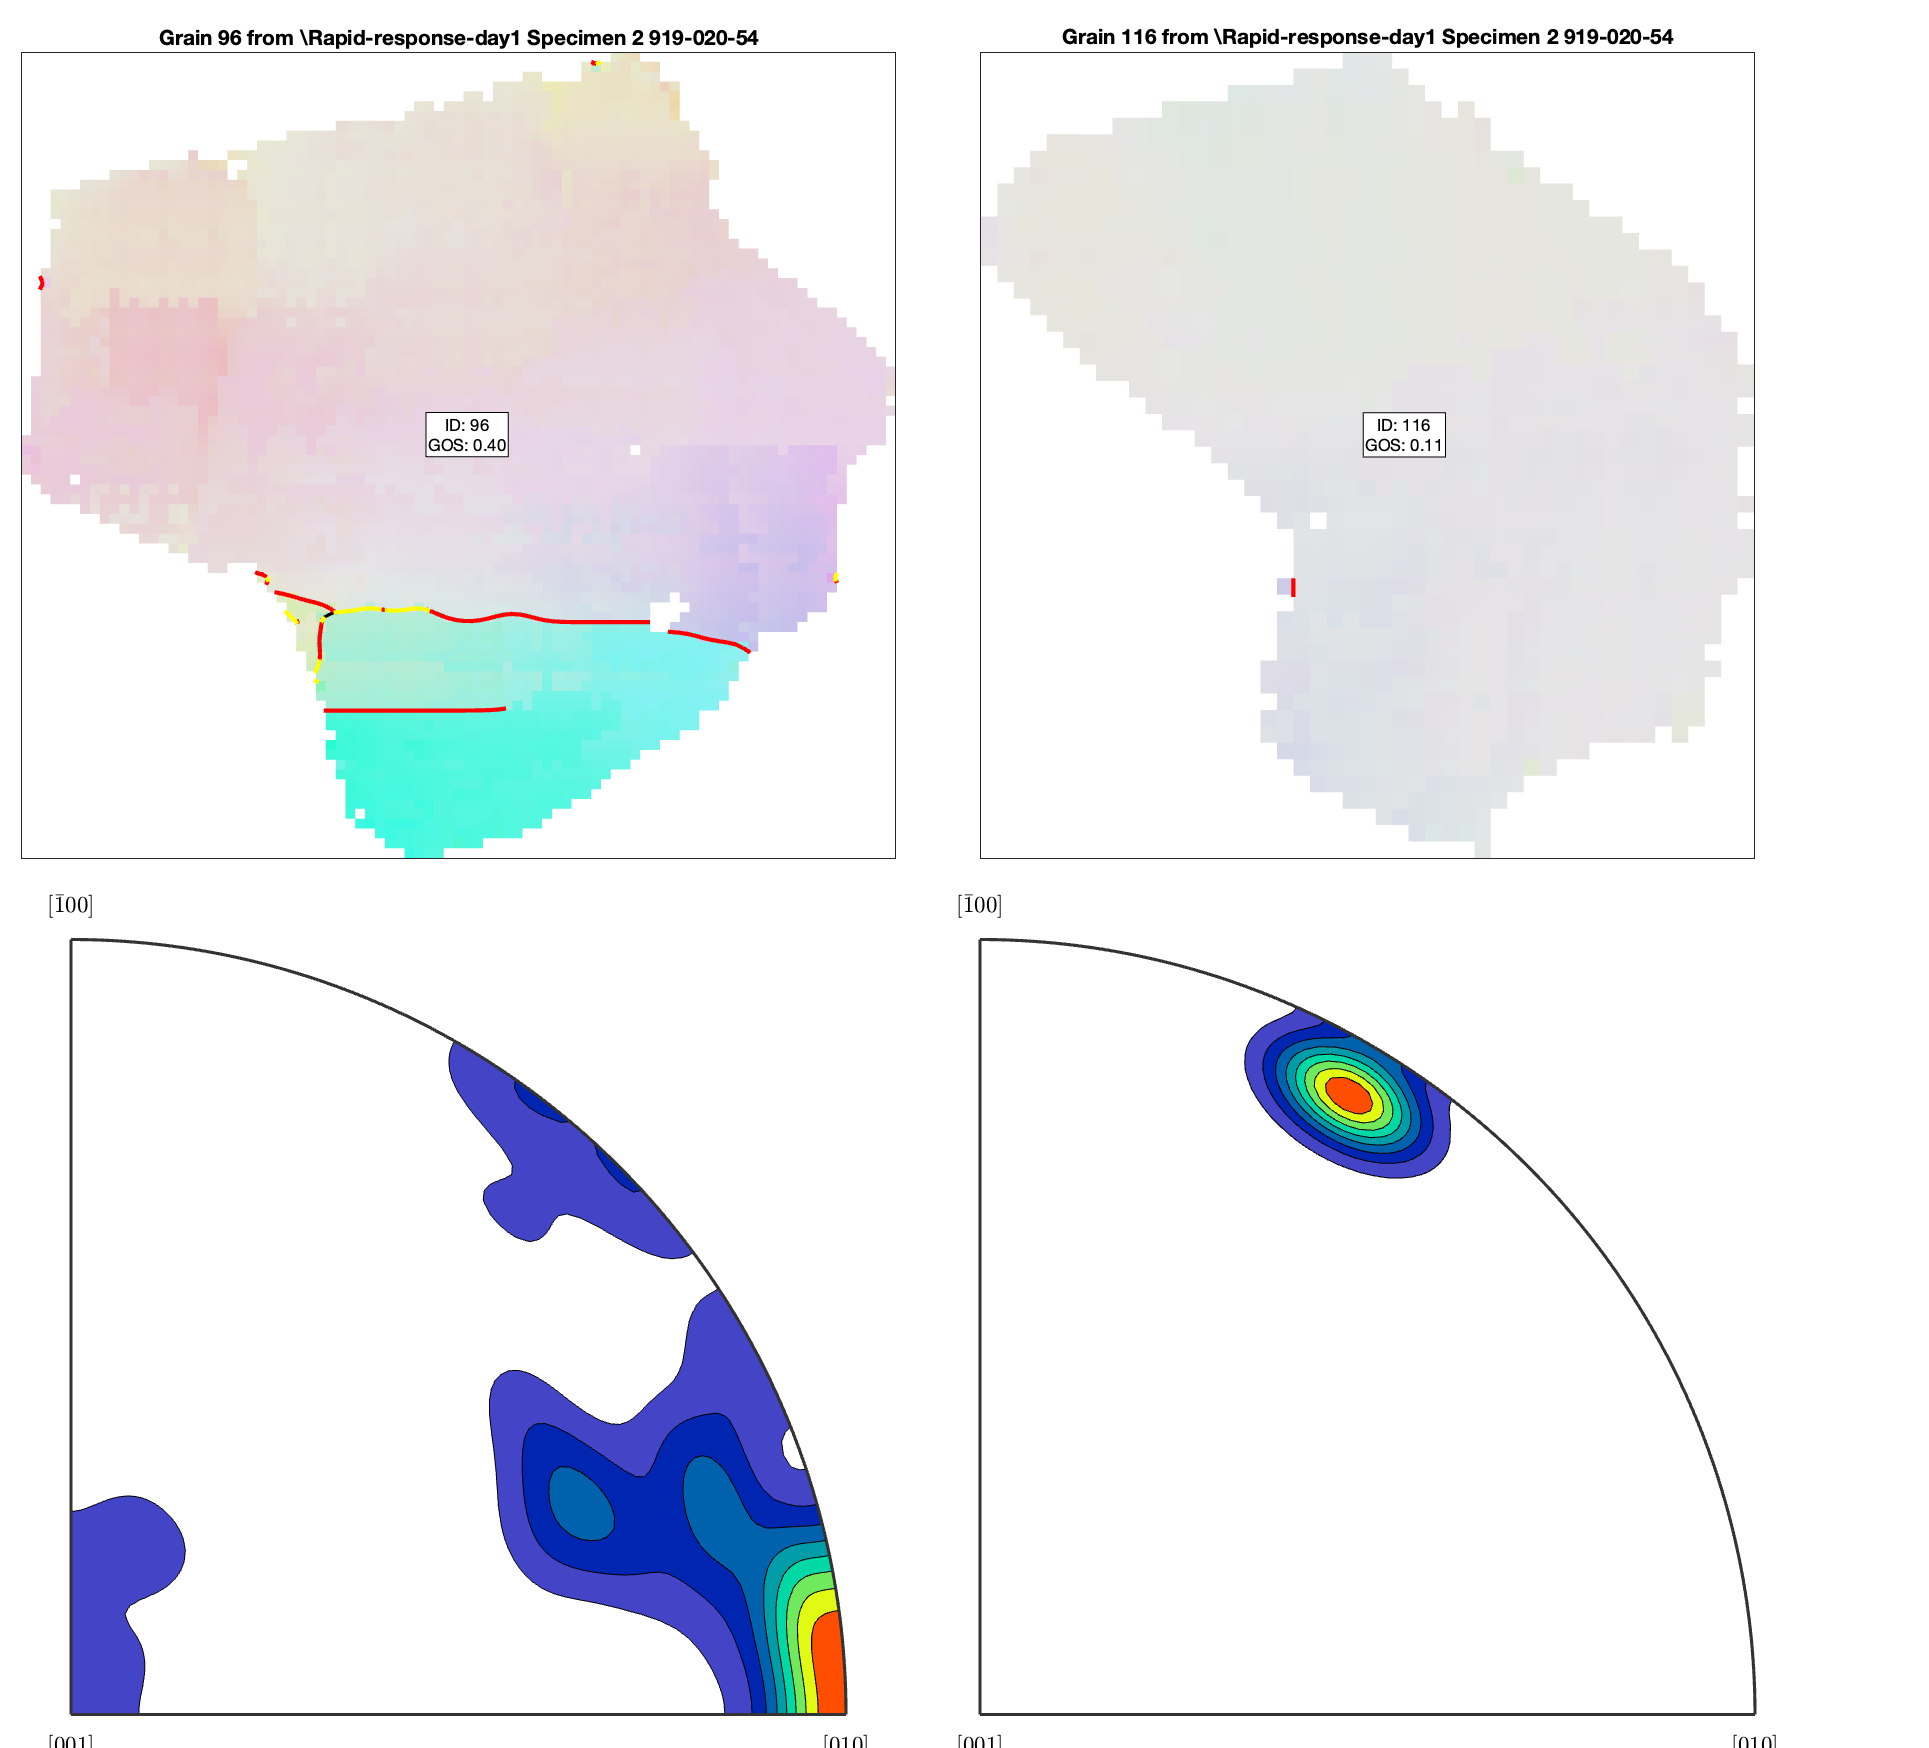 Grain 96 from \Rapid-response-day1 Specimen 2 919-020-54
Grain 116 from \Rapid-response-day1 Specimen 2 919-020-54
ID: 96
GOS: 0.40
ID: 116
GOS: 0.11
[1̄00]
[1̄00]
[001]
[010]
[001]
[010]